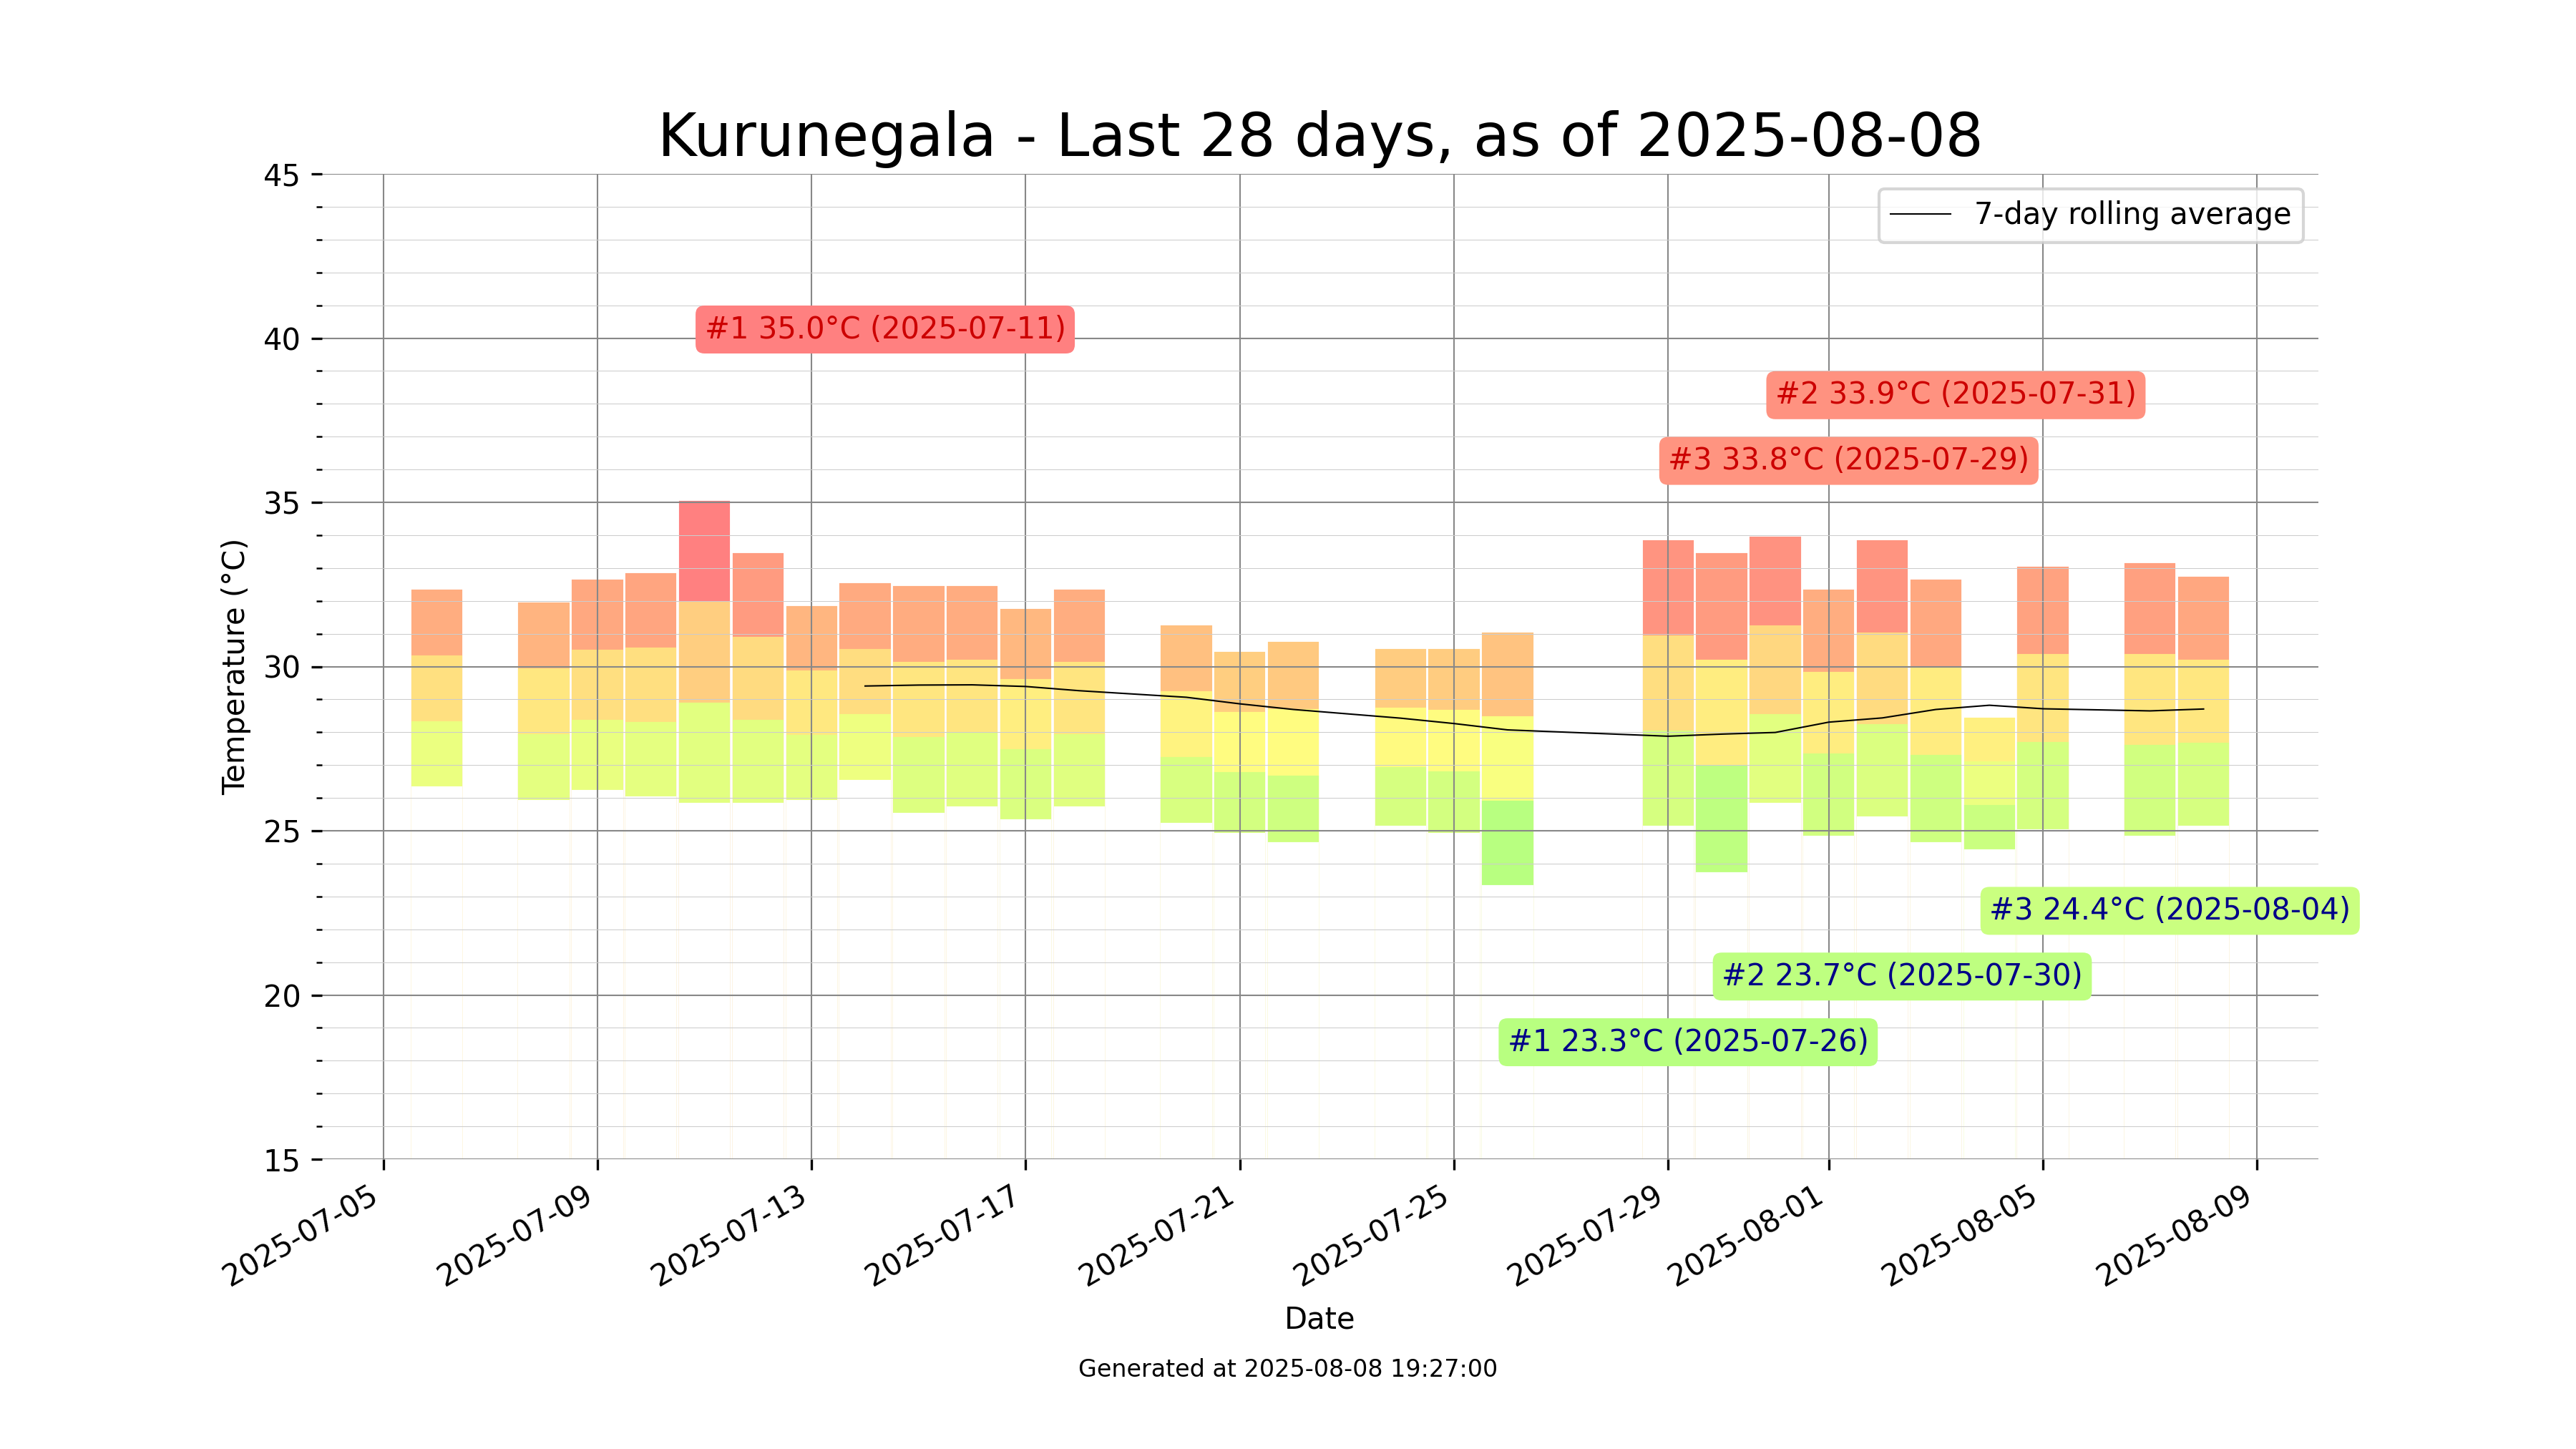 Kurunegala - Last 28 days, as of 2025-08-08
45
7-day rolling average
#1 35.0°C (2025-07-11)
40
#2 33.9°C (2025-07-31)
#3 33.8°C (2025-07-29)
35
Temperature (°C)
30
25
#3 24.4°C (2025-08-04)
#2 23.7°C (2025-07-30)
20
#1 23.3°C (2025-07-26)
15
2025-07-05
2025-07-09
2025-07-13
2025-07-17
2025-07-21
2025-07-25
2025-07-29
2025-08-01
2025-08-05
2025-08-09
Date
Generated at 2025-08-08 19:27:00